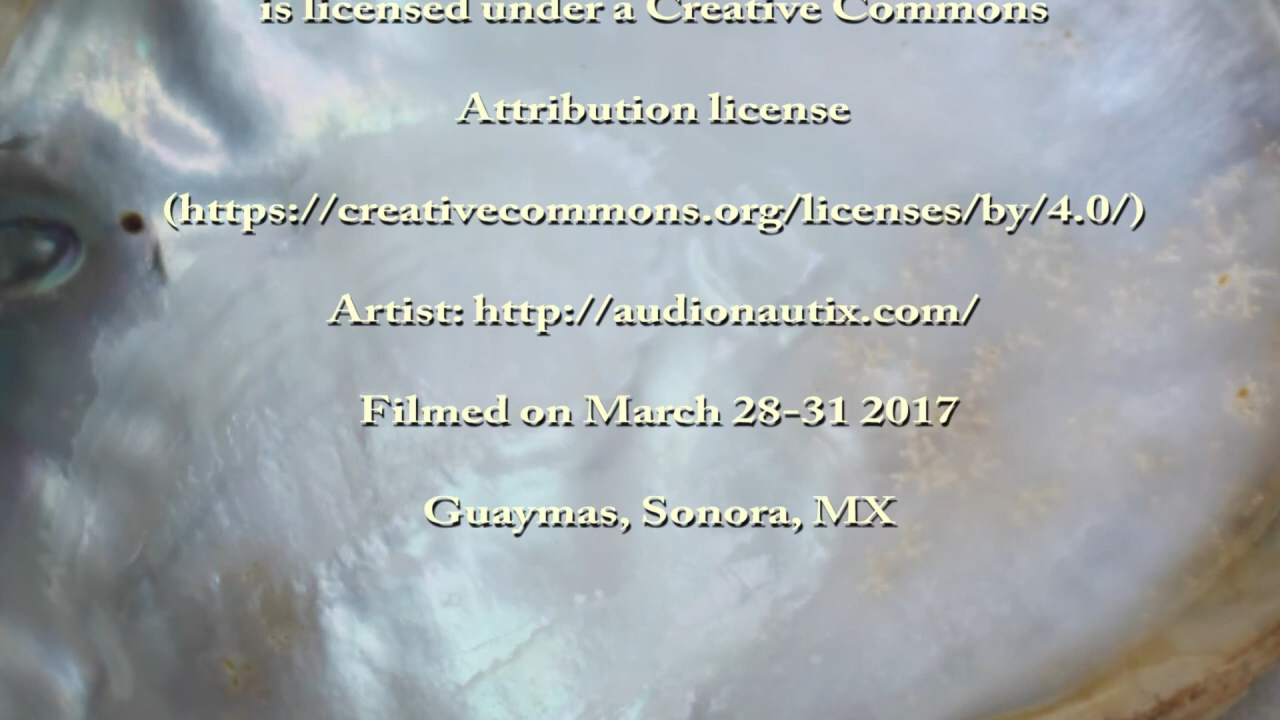 is licensed under a Creative Commons
Attribution license
(https://creativecommons.org/licenses/by/4.0/)
Artist: http://audionautix.com/
Filmed on March 28-31 2017
Guaymas, Sonora, MX